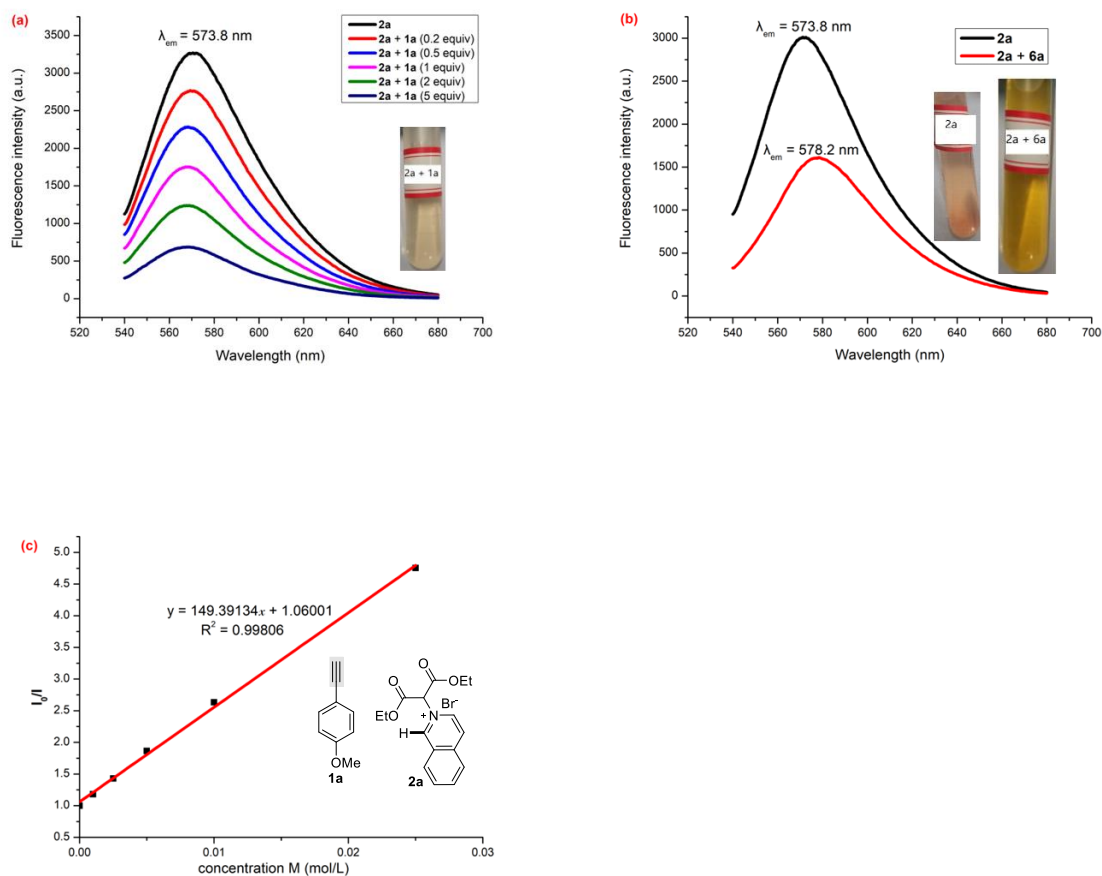 (a)
λem = 573.8 nm
2a
2a + 1a (0.2 equiv)
2a + 1a (0.5 equiv)
2a + 1a (1 equiv)
2a + 1a (2 equiv)
2a + 1a (5 equiv)
2a + 1a
Fluorescence intensity (a.u.)
3500
3000
2500
2000
1500
1000
500
0
520 540 560 580 600 620 640 660 680 700
Wavelength (nm)
(b)
λem = 573.8 nm
2a
2a + 6a
2a
2a + 6a
λem = 578.2 nm
Fluorescence intensity (a.u.)
3000
2500
2000
1500
1000
500
0
520 540 560 580 600 620 640 660 680 700
Wavelength (nm)
(c)
I0/I
5.0
4.5
4.0
3.5
3.0
2.5
2.0
1.5
1.0
0.5
y = 149.39134x + 1.06001
R² = 0.99806
OMe
1a
O O
EtO OEt
Br-
N+
H
2a
0.00 0.01 0.02 0.03
concentration M (mol/L)